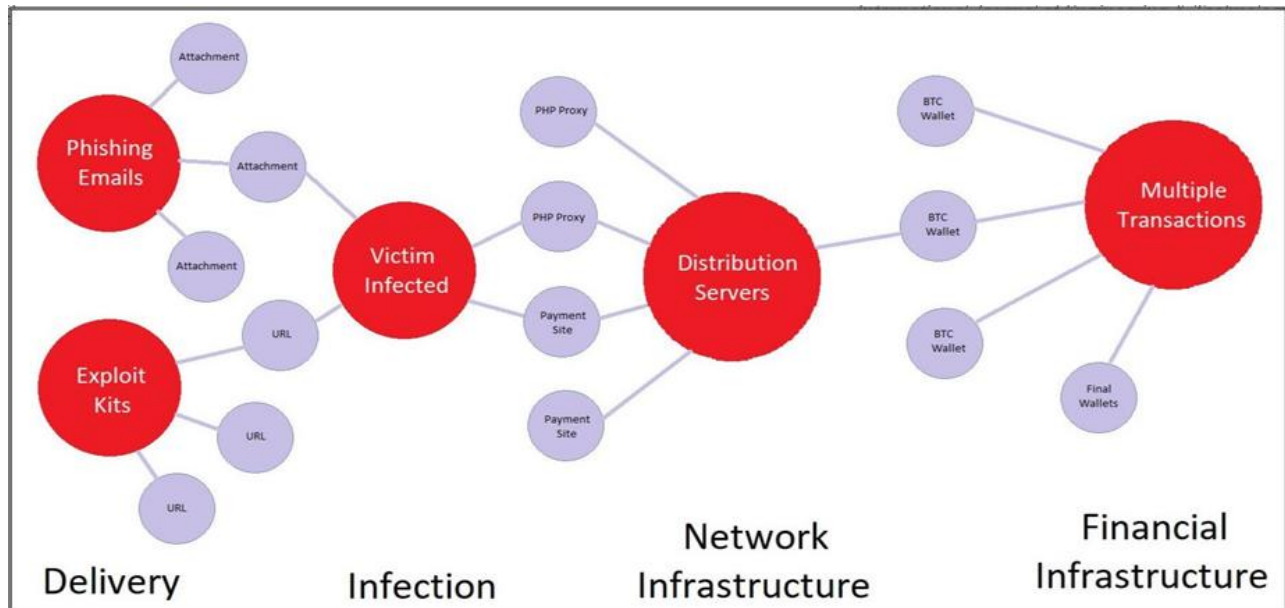 Attachment
Phishing
Emails
Attachment
Attachment
Exploit
Kits
URL
URL
URL
Victim
Infected
PHP Proxy
PHP Proxy
Payment
Site
Payment
Site
Distribution
Servers
BTC
Wallet
BTC
Wallet
BTC
Wallet
Final
Wallets
Multiple
Transactions
Delivery
Infection
Network
Infrastructure
Financial
Infrastructure